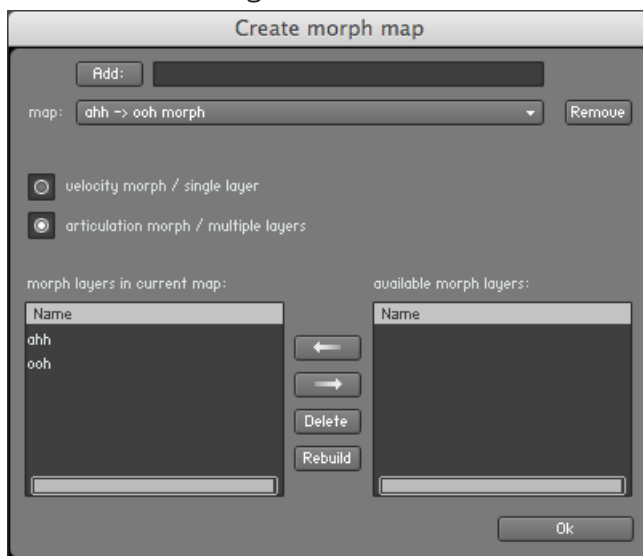 Create morph map
Add:
map: ahh -> ooh morph Remove
velocity morph / single layer
articulation morph / multiple layers
morph layers in current map: available morph layers:
Name Name
ahh
ooh
Delete
Rebuild
Ok